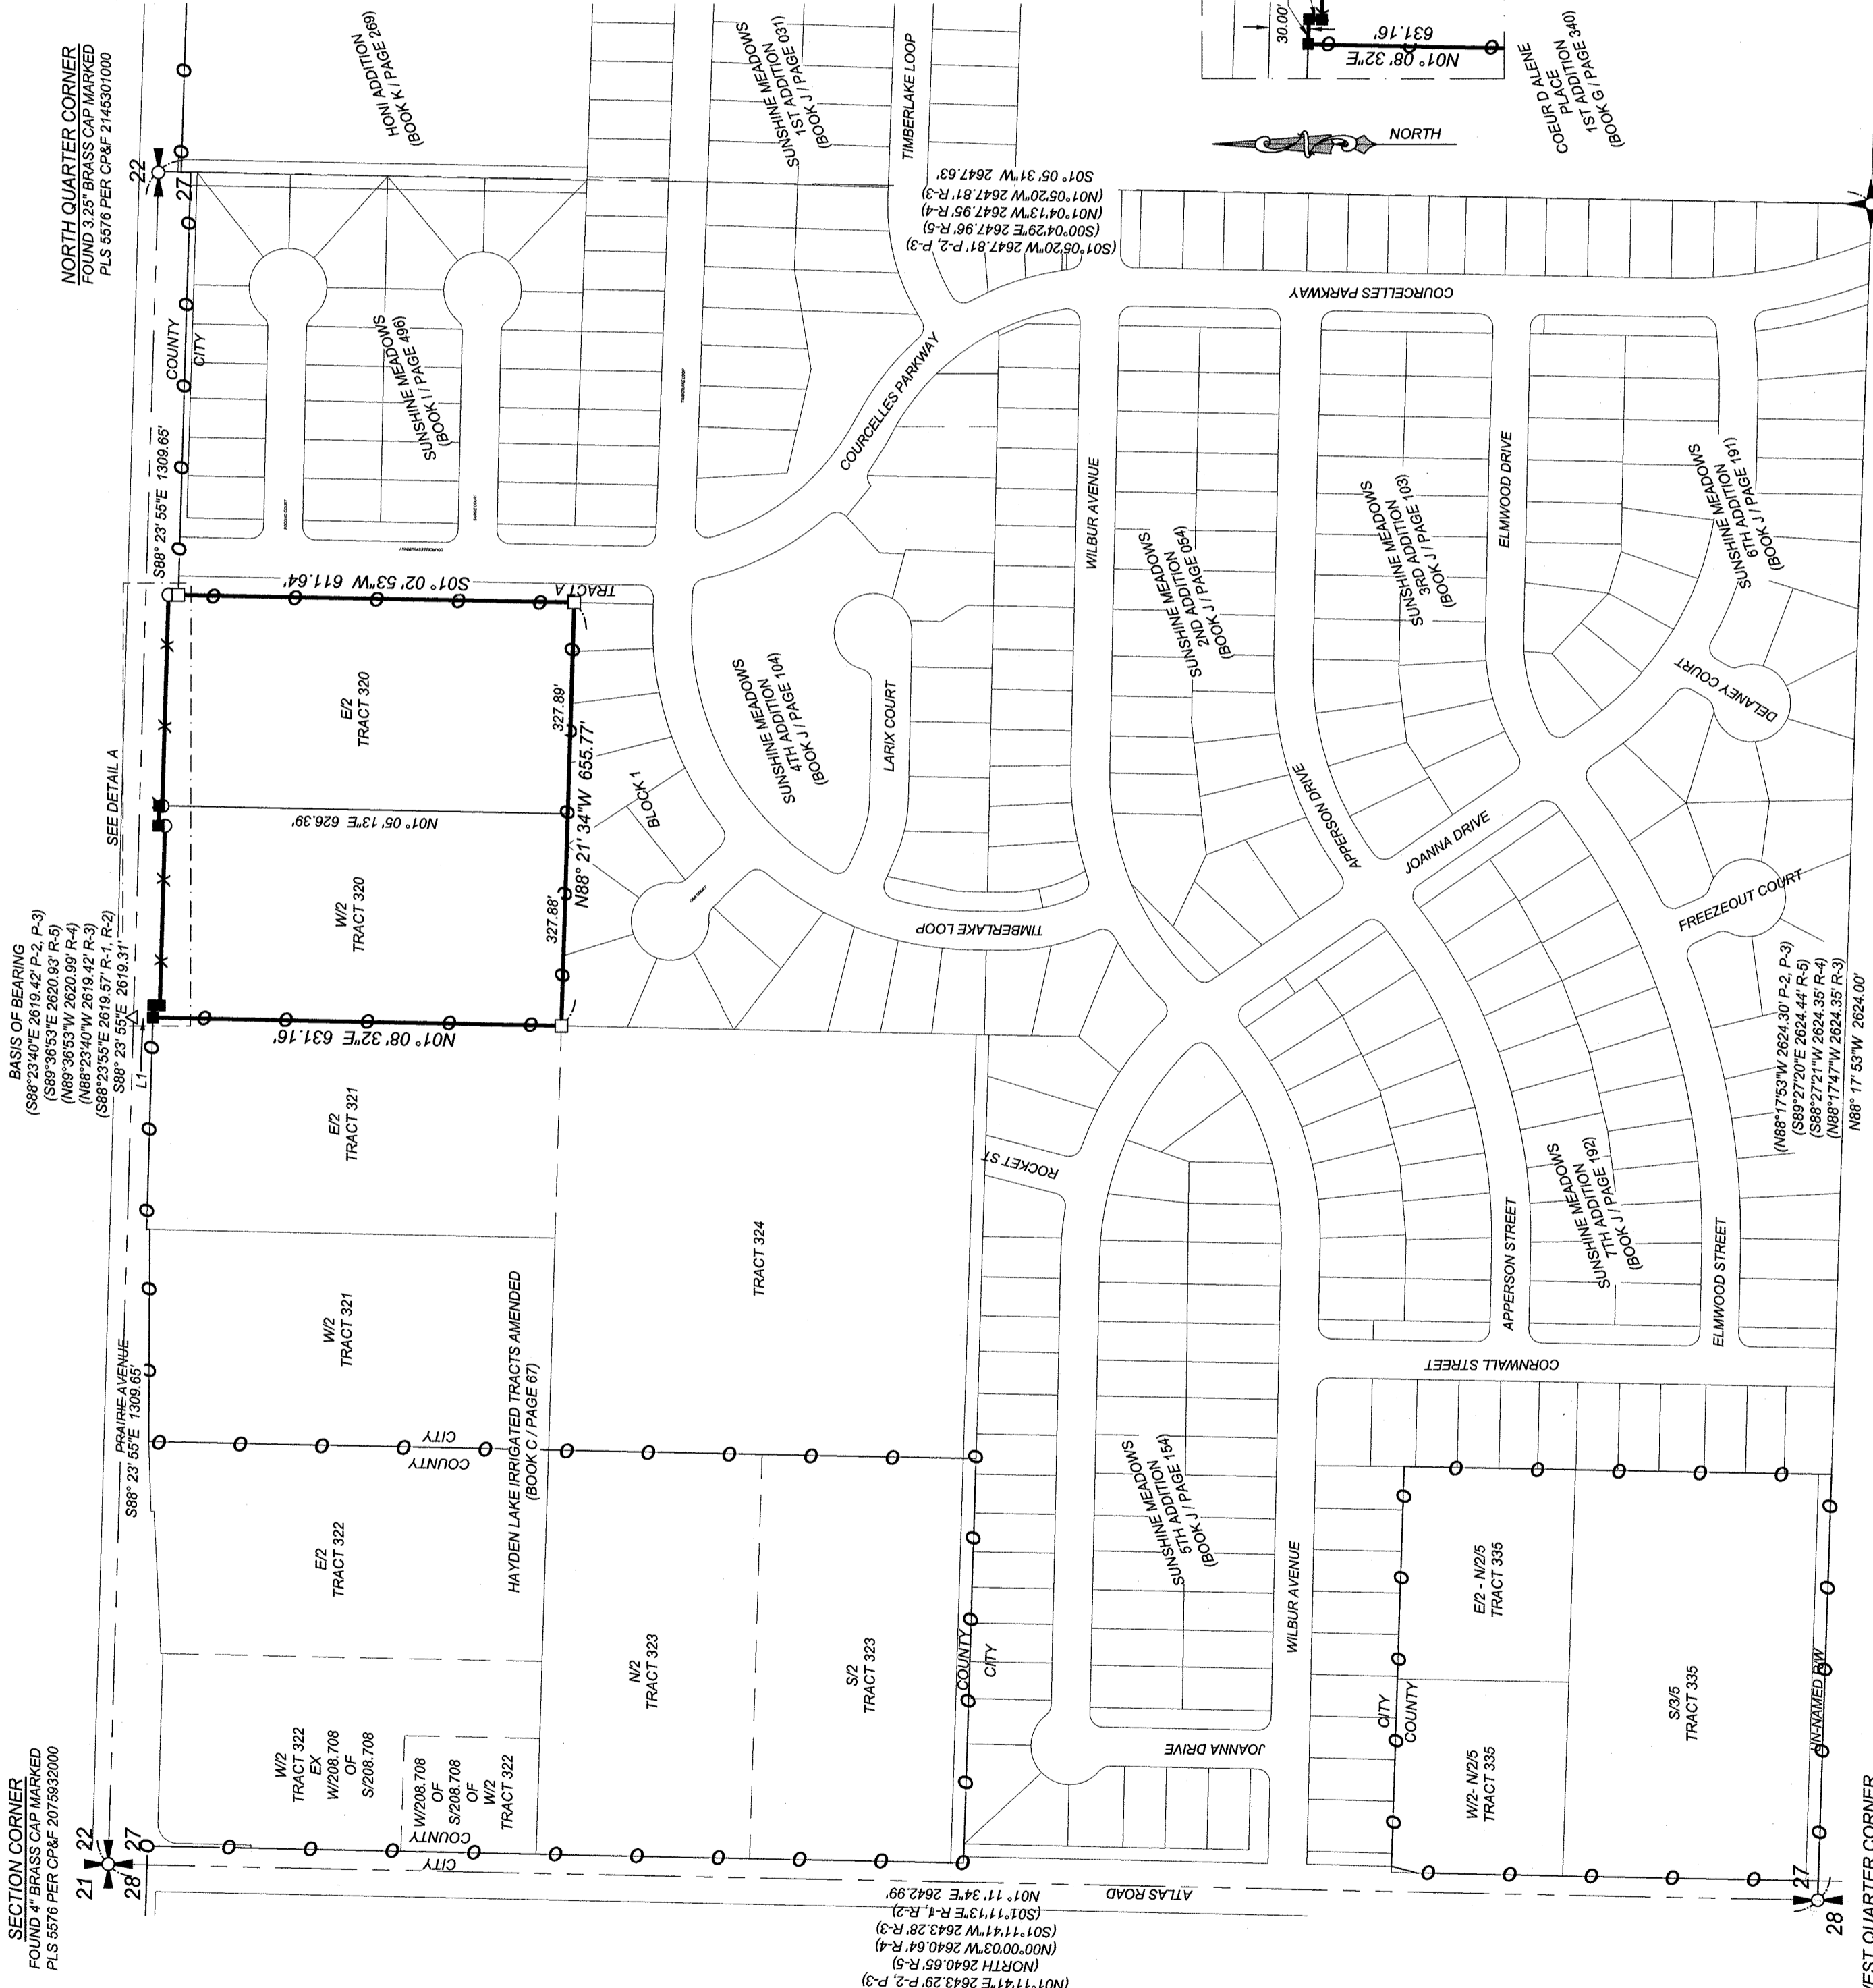 SECTION CORNER
FOUND 4" BRASS CAP MARKED
PLS 5576 PER CP&F 2075932000
21
22
28
27
BASIS OF BEARING
(S88°23'40"E 2619.42' P-2, P-3)
(S89°36'53"E 2620.93' R-5)
(N89°36'53"W 2620.99' R-4)
(N88°23'40"W 2619.42' R-3)
(S88°23'55"E 2619.57' R-1, R-2)
S88° 23' 55"E 2619.31'
L1
SEE DETAIL A
NORTH QUARTER CORNER
FOUND 3.25" BRASS CAP MARKED
PLS 5576 PER CP&F 2145301000
22
27
PRAIRIE AVENUE
S88° 23' 55"E 1309.65'
S88° 23' 55"E 1309.65'
COUNTY
CITY
W/2
TRACT 322
EX
W/208.708
OF
S/208.708
W/208.708
OF
S/208.708
OF
W/2
TRACT 322
COUNTY
CITY
E/2
TRACT 322
CITY
COUNTY
W/2
TRACT 321
E/2
TRACT 321
N01° 08' 32"E 631.16'
W/2
TRACT 320
N01° 05' 13"E 626.39'
E/2
TRACT 320
S01° 02' 53"W 611.64'
TRACT A
327.88'
327.89'
N88° 21' 34"W 655.77'
HAYDEN LAKE IRRIGATED TRACTS AMENDED
(BOOK C / PAGE 67)
N/2
TRACT 323
S/2
TRACT 323
TRACT 324
COUNTY
CITY
SUNSHINE MEADOWS
(BOOK I / PAGE 496)
COURCELLES PARKWAY
TIMBERLAKE LOOP
HONI ADDITION
(BOOK K / PAGE 269)
SUNSHINE MEADOWS
1ST ADDITION
(BOOK J / PAGE 031)
TIMBERLAKE LOOP
COURCELLES PARKWAY
BLOCK 1
SUNSHINE MEADOWS
4TH ADDITION
(BOOK J / PAGE 104)
LARIX COURT
TIMBERLAKE LOOP
S01° 05' 31"W 2647.63'
(N01°05'20"W 2647.81' R-3)
(N01°04'13"W 2647.95' R-4)
(S00°04'29"E 2647.96' R-5)
(S01°05'20"W 2647.81' P-2, P-3)
ROCKET ST
WILBUR AVENUE
SUNSHINE MEADOWS
2ND ADDITION
(BOOK J / PAGE 054)
COURCELLES PARKWAY
NORTH
30.00'
631.16'
N01° 08' 32"E
COEUR D ALENE
PLACE
1ST ADDITION
(BOOK G / PAGE 340)
SUNSHINE MEADOWS
5TH ADDITION
(BOOK J / PAGE 154)
JOANNA DRIVE
WILBUR AVENUE
APPERSON DRIVE
JOANNA DRIVE
SUNSHINE MEADOWS
3RD ADDITION
(BOOK J / PAGE 103)
ELMWOOD DRIVE
CORNWALL STREET
APPERSON STREET
SUNSHINE MEADOWS
7TH ADDITION
(BOOK J / PAGE 192)
ELMWOOD STREET
FREEZEOUT COURT
DELANEY COURT
SUNSHINE MEADOWS
6TH ADDITION
(BOOK J / PAGE 191)
CITY
COUNTY
W/2- N/2/5
TRACT 335
E/2 - N/2/5
TRACT 335
S/3/5
TRACT 335
UN-NAMED R/W
(N88°17'53"W 2624.30' P-2, P-3)
(S89°27'20"E 2624.44' R-5)
(S88°27'21"W 2624.35' R-4)
(N88°17'47"W 2624.35' R-3)
N88° 17' 53"W 2624.00'
ATLAS ROAD
N01° 11' 34"E 2642.99'
(S01°11'13"E R-1, R-2)
(S01°11'41"W 2643.28' R-3)
(N00°00'03"W 2640.64' R-4)
(NORTH 2640.65' R-5)
(N01°11'41"E 2643.29' P-2, P-3)
27
28
WEST QUARTER CORNER